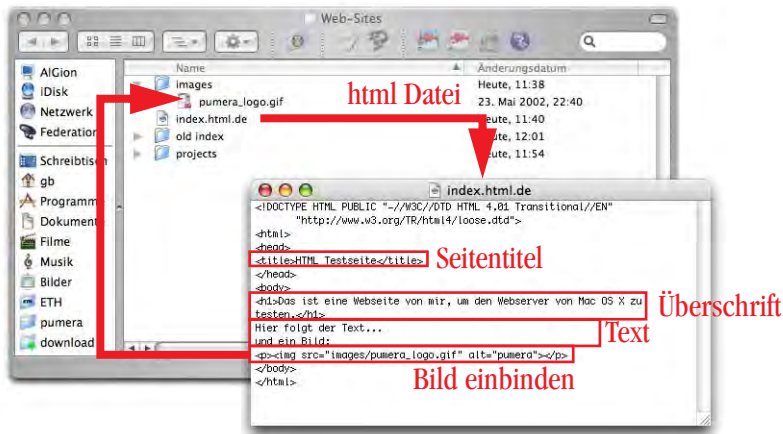 Web-Sites
Name Änderungsdatum
AlGion
iDisk
Netzwerk
Federation
Schreibtisch
gb
Programme
Dokumente
Filme
Musik
Bilder
ETH
pumera
download
images Heute, 11:38
pumera_logo.gif 23. Mai 2002, 22:40
index.html.de Heute, 11:40
old index Heute, 12:01
projects Heute, 11:54
html Datei
index.html.de
<!DOCTYPE HTML PUBLIC "-//W3C//DTD HTML 4.01 Transitional//EN"
"http://www.w3.org/TR/html4/loose.dtd">
<html>
<head>
<title>HTML Testseite</title>
Seitentitel
</head>
<body>
<h1>Das ist eine Webseite von mir, um den Webserver von Mac OS X zu
testen.</h1>
Überschrift
Hier folgt der Text...
und ein Bild:
Text
<p><img src="images/pumera_logo.gif" alt="pumera"></p>
Bild einbinden
</body>
</html>